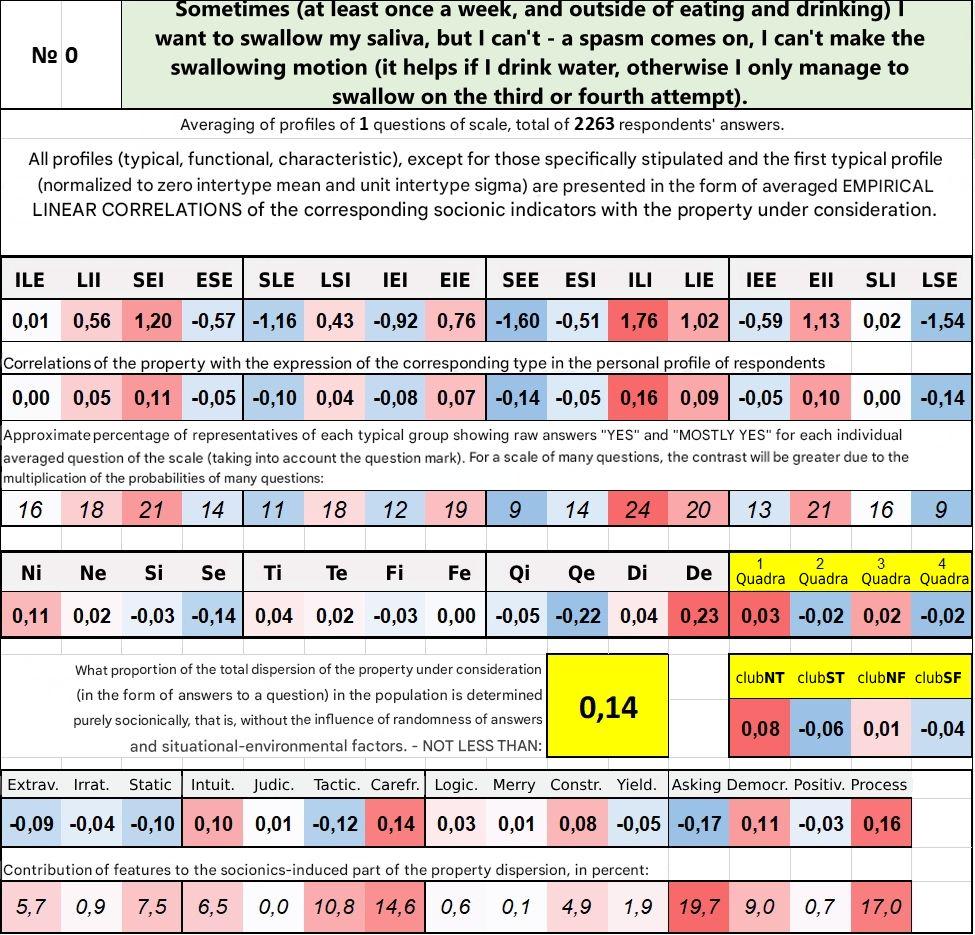 Sometimes (at least once a week, and outside of eating and drinking) I
№ 0
want to swallow my saliva, but I can't - a spasm comes on, I can't make the
swallowing motion (it helps if I drink water, otherwise I only manage to
swallow on the third or fourth attempt).
Averaging of profiles of 1 questions of scale, total of 2263 respondents' answers.
All profiles (typical, functional, characteristic), except for those specifically stipulated and the first typical profile
(normalized to zero intertype mean and unit intertype sigma) are presented in the form of averaged EMPIRICAL
LINEAR CORRELATIONS of the corresponding socionic indicators with the property under consideration.
ILE LII SEI ESE SLE LSI IEI EIE SEE ESI ILI LIE IEE EII SLI LSE
0,01 0,56 1,20 -0,57 -1,16 0,43 -0,92 0,76 -1,60 -0,51 1,76 1,02 -0,59 1,13 0,02 -1,54
Correlations of the property with the expression of the corresponding type in the personal profile of respondents
0,00 0,05 0,11 -0,05 -0,10 0,04 -0,08 0,07 -0,14 -0,05 0,16 0,09 -0,05 0,10 0,00 -0,14
Approximate percentage of representatives of each typical group showing raw answers "YES" and "MOSTLY YES" for each individual
averaged question of the scale (taking into account the question mark). For a scale of many questions, the contrast will be greater due to the
multiplication of the probabilities of many questions:
16 18 21 14 11 18 12 19 9 14 24 20 13 21 16 9
Ni Ne Si Se Ti Te Fi Fe Qi Qe Di De 1 Quadra 2 Quadra 3 Quadra 4 Quadra
0,11 0,02 -0,03 -0,14 0,04 0,02 -0,03 0,00 -0,05 -0,22 0,04 0,23 0,03 -0,02 0,02 -0,02
What proportion of the total dispersion of the property under consideration
(in the form of answers to a question) in the population is determined
purely socionically, that is, without the influence of randomness of answers
and situational-environmental factors. - NOT LESS THAN:
0,14
clubNT clubST clubNF clubSF
0,08 -0,06 0,01 -0,04
Extrav. Irrat. Static Intuit. Judic. Tactic. Carefr. Logic. Merry Constr. Yield. Asking Democr. Positiv. Process
-0,09 -0,04 -0,10 0,10 0,01 -0,12 0,14 0,03 0,01 0,08 -0,05 -0,17 0,11 -0,03 0,16
Contribution of features to the socionics-induced part of the property dispersion, in percent:
5,7 0,9 7,5 6,5 0,0 10,8 14,6 0,6 0,1 4,9 1,9 19,7 9,0 0,7 17,0